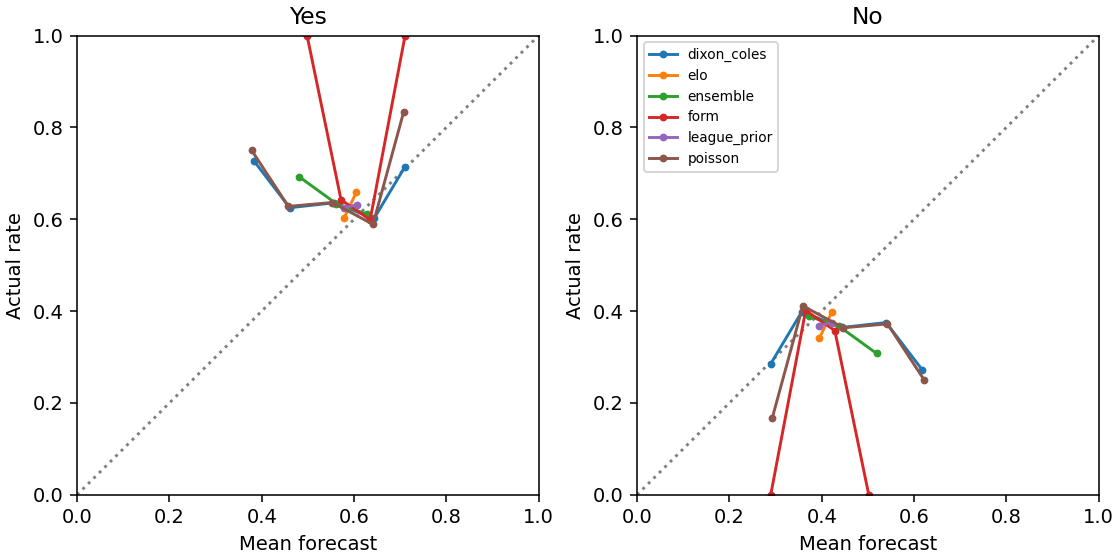 Yes
1.0
0.8
0.6
0.4
0.2
0.0
Actual rate
0.0 0.2 0.4 0.6 0.8 1.0
Mean forecast
No
1.0
0.8
0.6
0.4
0.2
0.0
Actual rate
dixon_coles
elo
ensemble
form
league_prior
poisson
0.0 0.2 0.4 0.6 0.8 1.0
Mean forecast